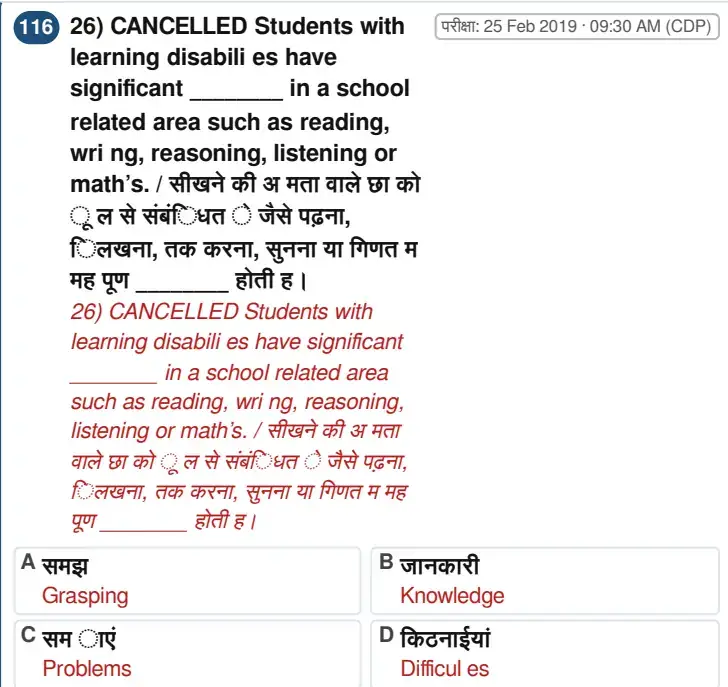 116 26) CANCELLED Students with
परीक्षा: 25 Feb 2019 · 09:30 AM (CDP)
learning disabili es have
significant ________ in a school
related area such as reading,
wri ng, reasoning, listening or
math's. / सीखने की अ मता वाले छा को
ू ल से संबंिधत े जैसे पढ़ना,
िलखना, तक करना, सुनना या गिणत म
मह पूण ________ होती ह।
26) CANCELLED Students with
learning disabili es have significant
________ in a school related area
such as reading, wri ng, reasoning,
listening or math's. / सीखने की अ मता
वाले छा को ू ल से संबंिधत े जैसे पढ़ना,
िलखना, तक करना, सुनना या गिणत म मह
पूण ________ होती ह।
A समझ
Grasping
B जानकारी
Knowledge
C सम ाएं
Problems
D किठनाईयां
Difficul es